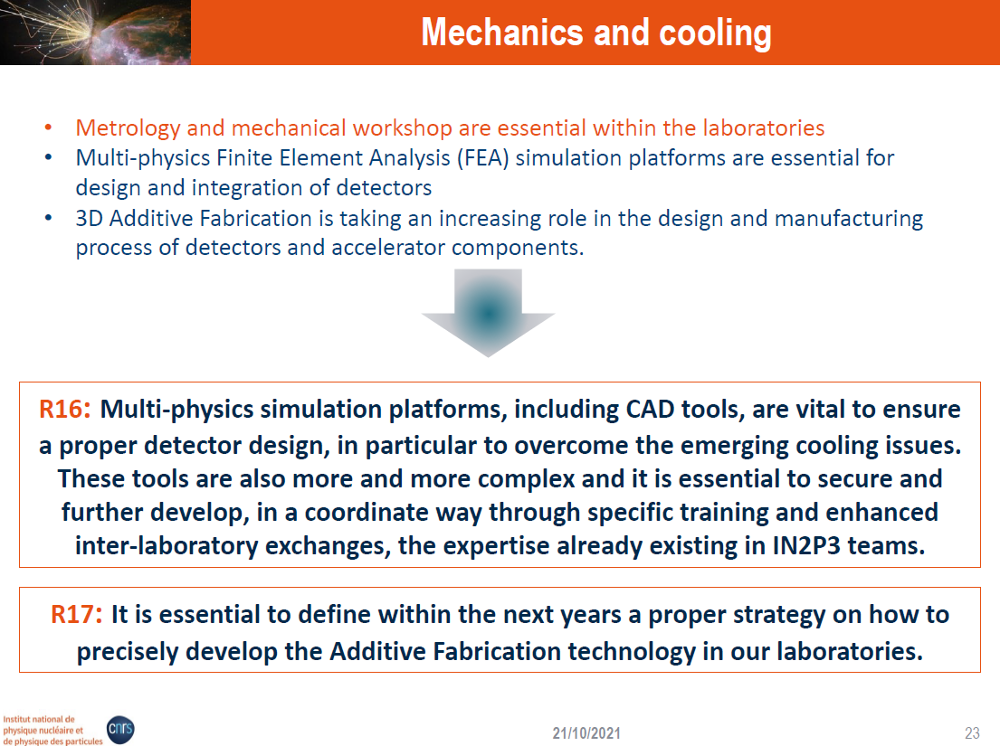 Mechanics and cooling
• Metrology and mechanical workshop are essential within the laboratories
• Multi-physics Finite Element Analysis (FEA) simulation platforms are essential for
design and integration of detectors
• 3D Additive Fabrication is taking an increasing role in the design and manufacturing
process of detectors and accelerator components.
R16: Multi-physics simulation platforms, including CAD tools, are vital to ensure
a proper detector design, in particular to overcome the emerging cooling issues.
These tools are also more and more complex and it is essential to secure and
further develop, in a coordinate way through specific training and enhanced
inter-laboratory exchanges, the expertise already existing in IN2P3 teams.
R17: It is essential to define within the next years a proper strategy on how to
precisely develop the Additive Fabrication technology in our laboratories.
Institut national de
physique nucléaire et
de physique des particules
cnrs
21/10/2021
23